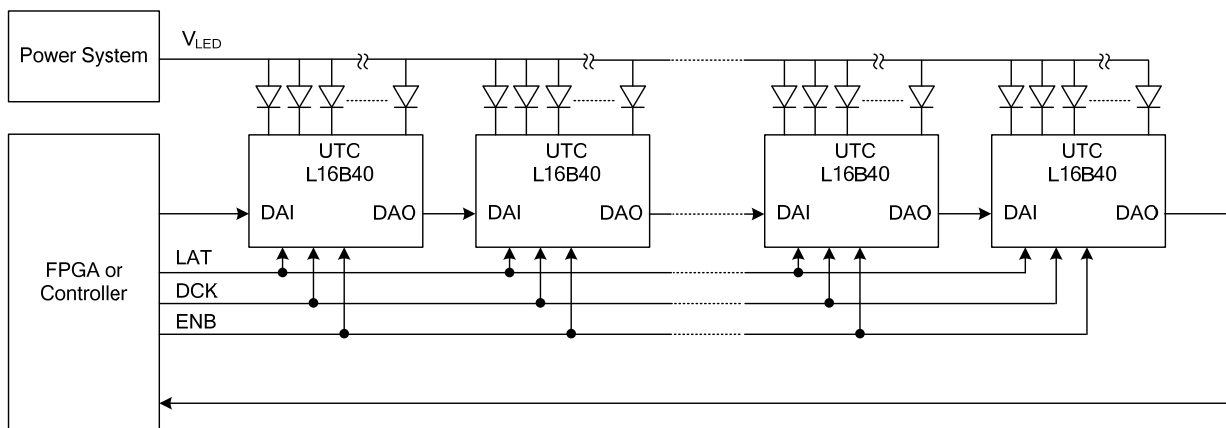 Power System
VLED
UTC
L16B40
DAI DAO
UTC
L16B40
DAI DAO
UTC
L16B40
DAI DAO
UTC
L16B40
DAI DAO
FPGA or
Controller
LAT
DCK
ENB